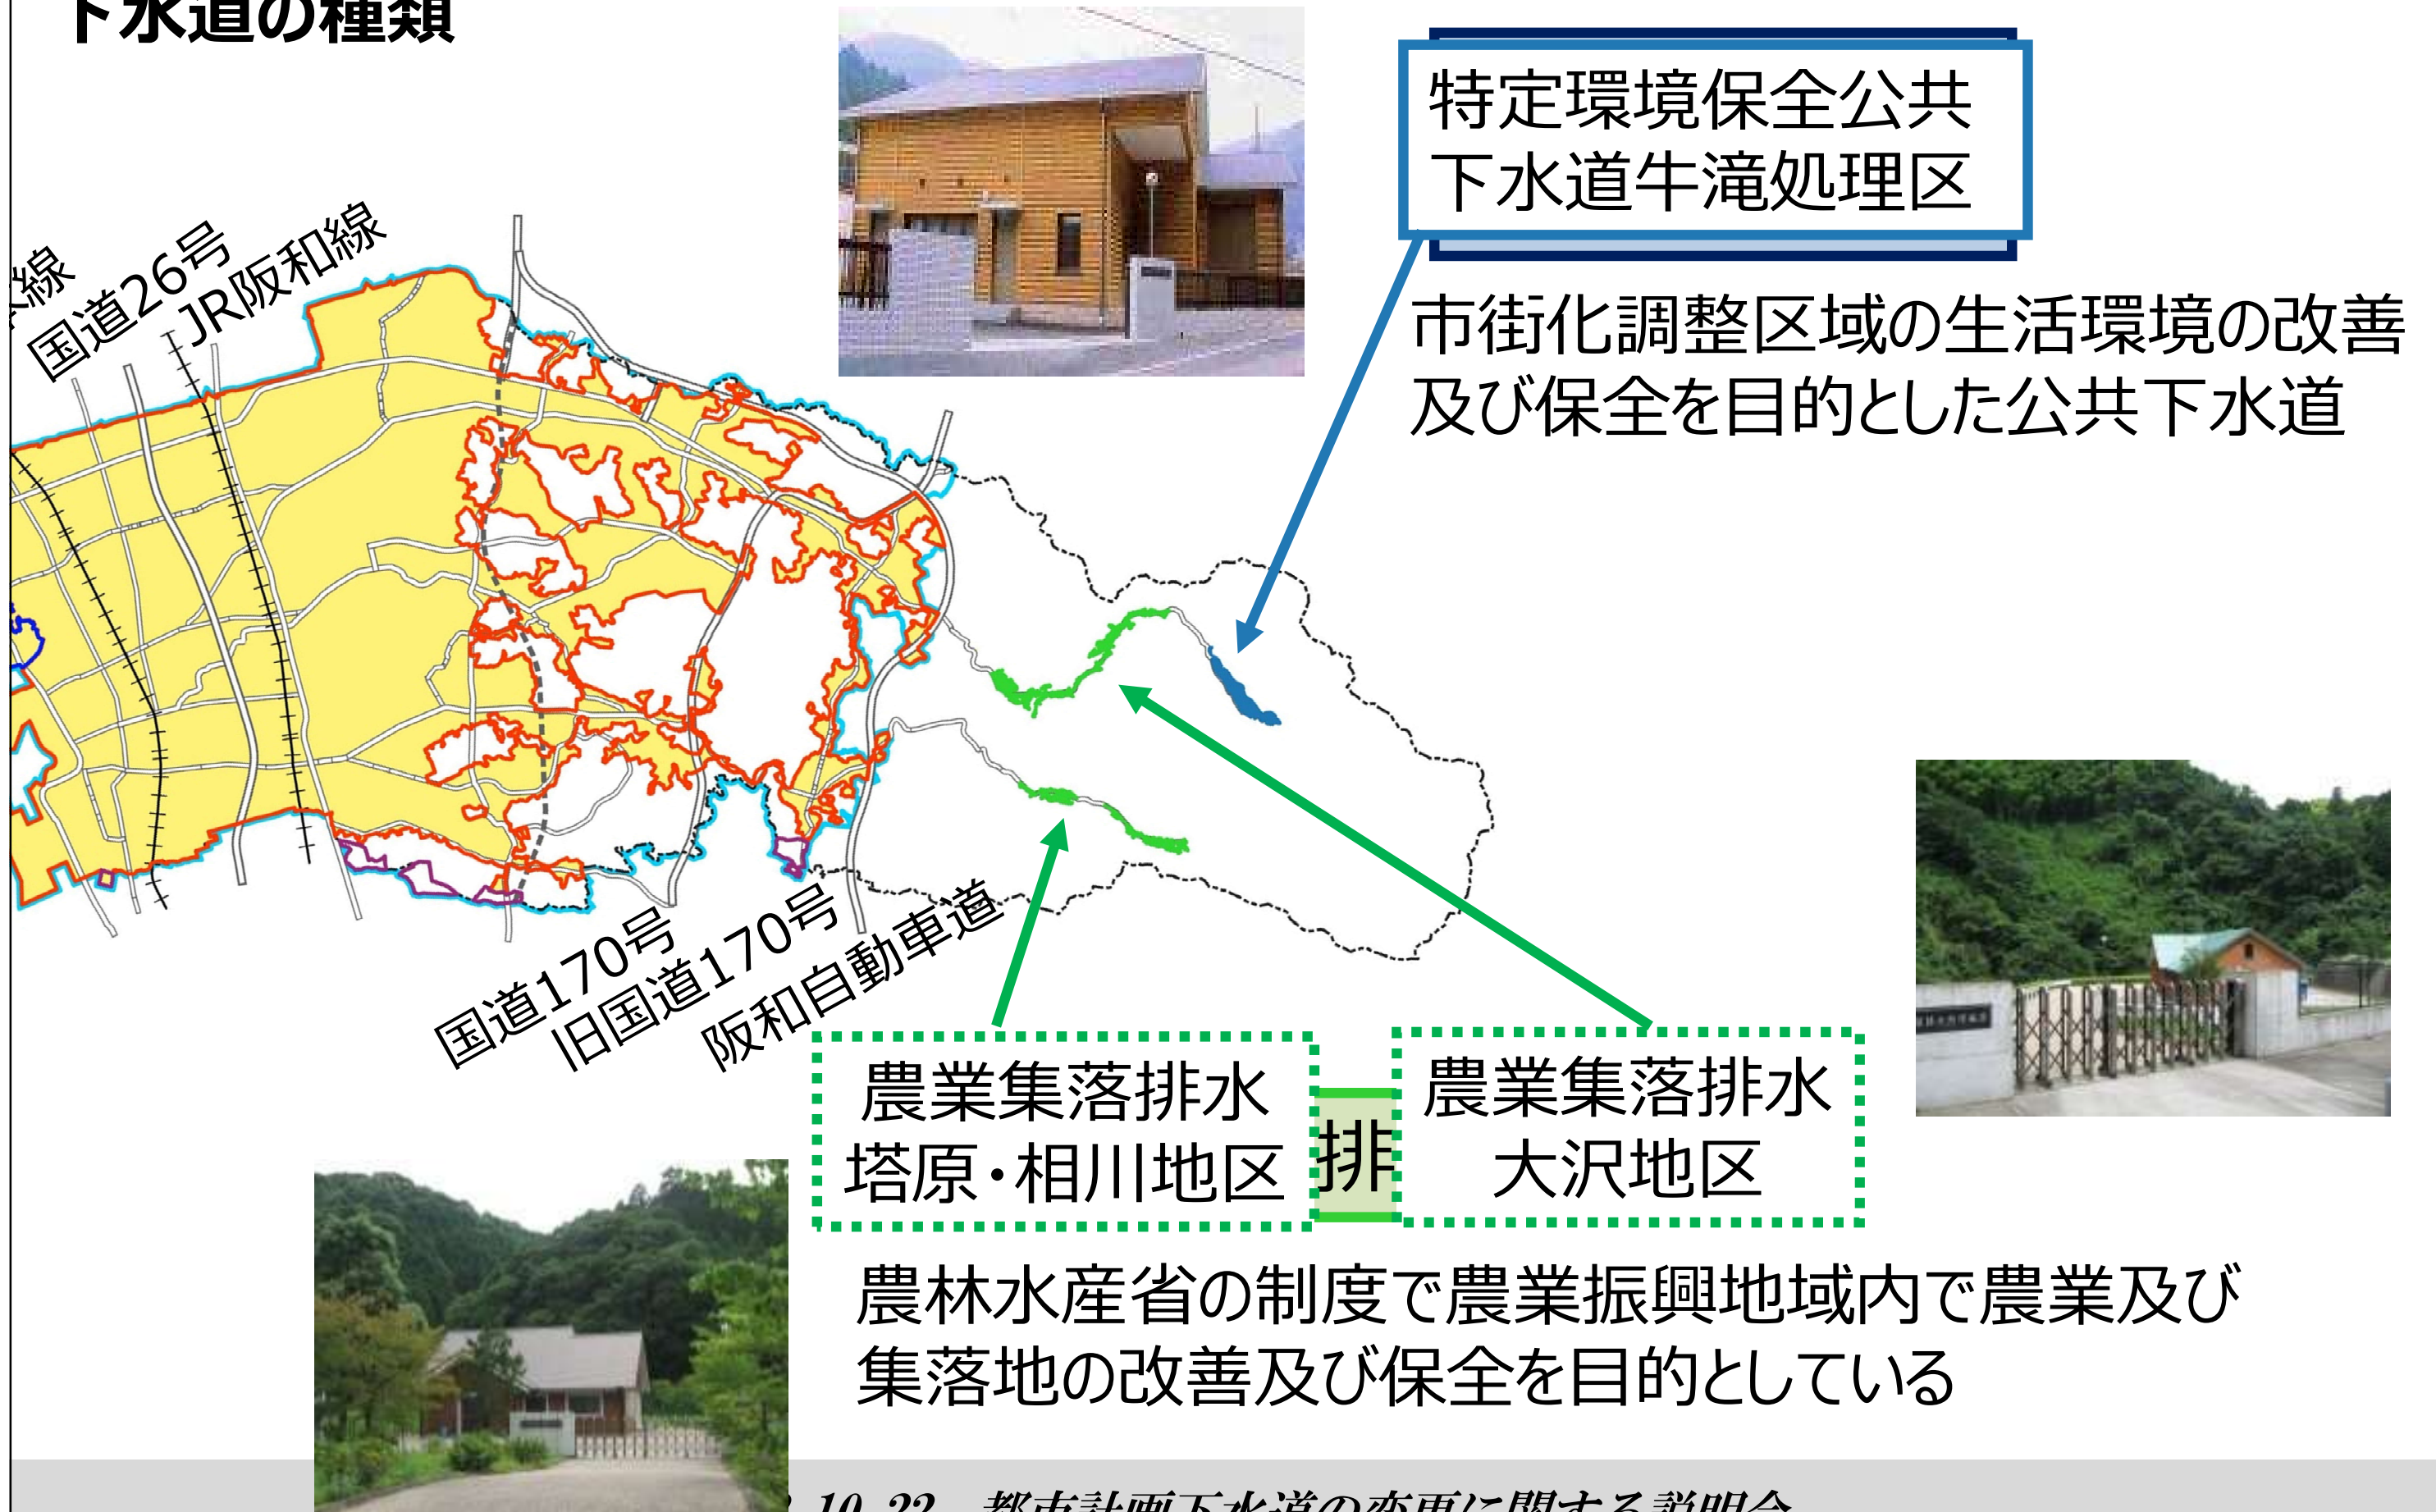 下水道の種類
特定環境保全公共
下水道牛滝処理区
市街化調整区域の生活環境の改善
及び保全を目的とした公共下水道
線
国道26号
JR阪和線
国道170号
旧国道170号
阪和自動車道
農業集落排水
塔原・相川地区
排
農業集落排水
大沢地区
農林水産省の制度で農業振興地域内で農業及び
集落地の改善及び保全を目的としている
10 22 都市計画下水道の変更に関する説明会